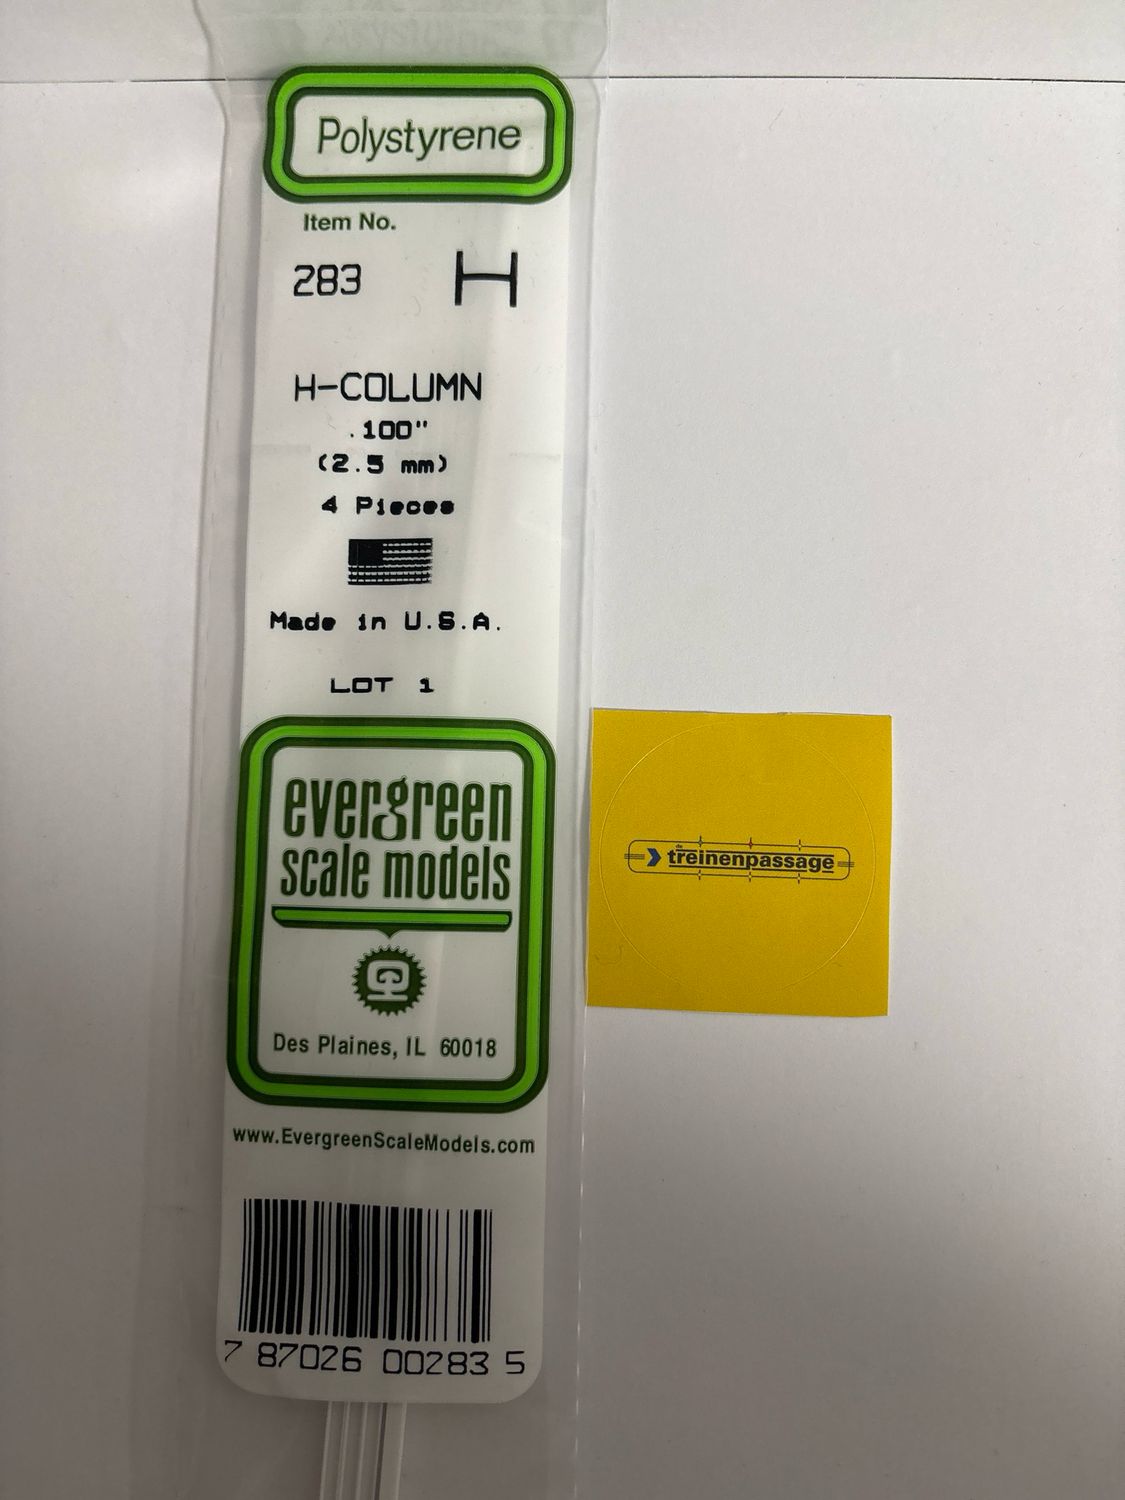 Polystyrene
Item No.
283
H-COLUMN
.100"
(2.5 mm)
4 Pieces
Made in U.S.A.
LOT 1
evergreen
scale models
Des Plaines, IL 60018
www.EvergreenScaleModels.com
7 87026 00283 5
de
treinenpassage